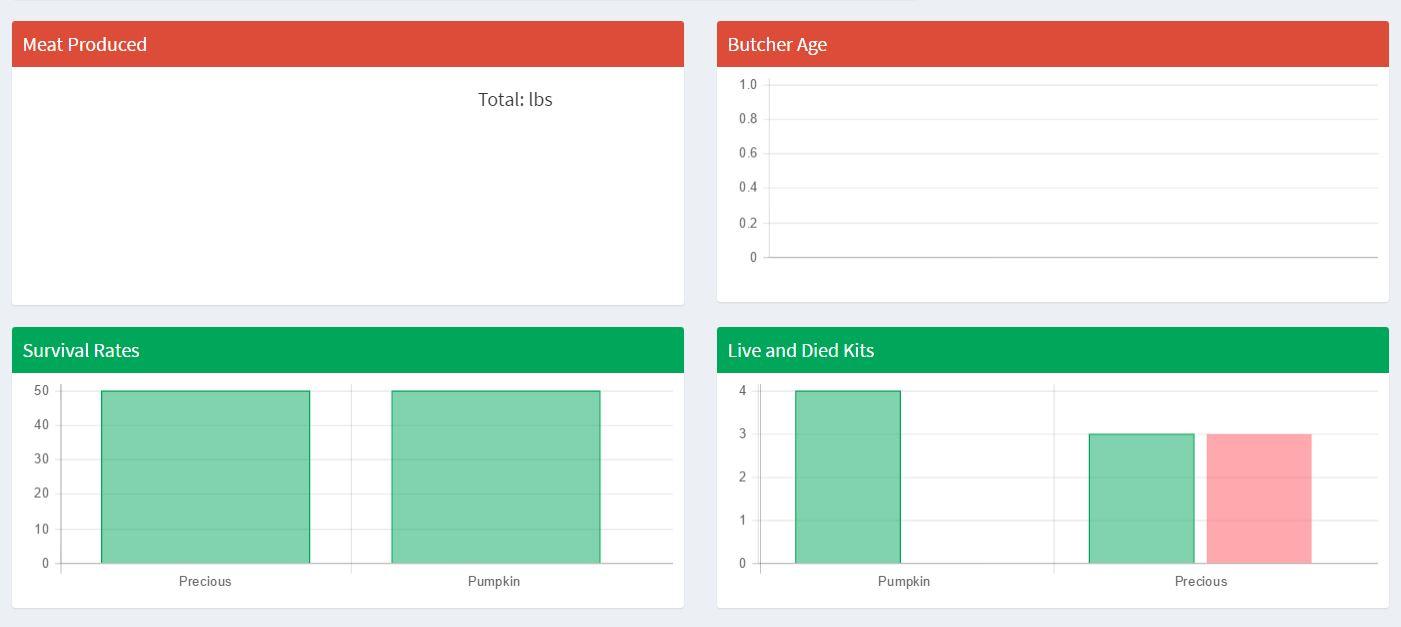 Meat Produced
Total: lbs
Butcher Age
1.0
0.8
0.6
0.4
0.2
0
Survival Rates
50
40
30
20
10
0
Precious Pumpkin
Live and Died Kits
4
3
2
1
0
Pumpkin Precious